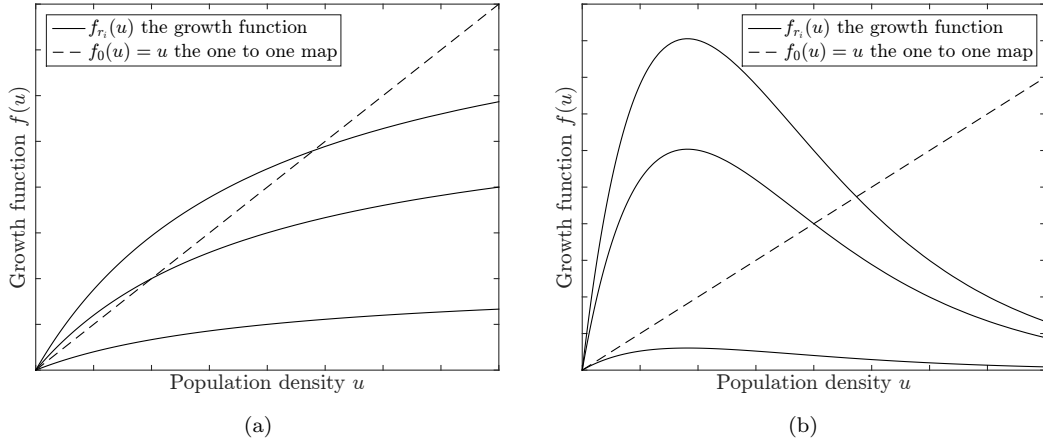 f_{r_i}(u) the growth function
f_0(u) = u the one to one map
Growth function f(u)
Population density u
(a)
f_{r_i}(u) the growth function
f_0(u) = u the one to one map
Growth function f(u)
Population density u
(b)